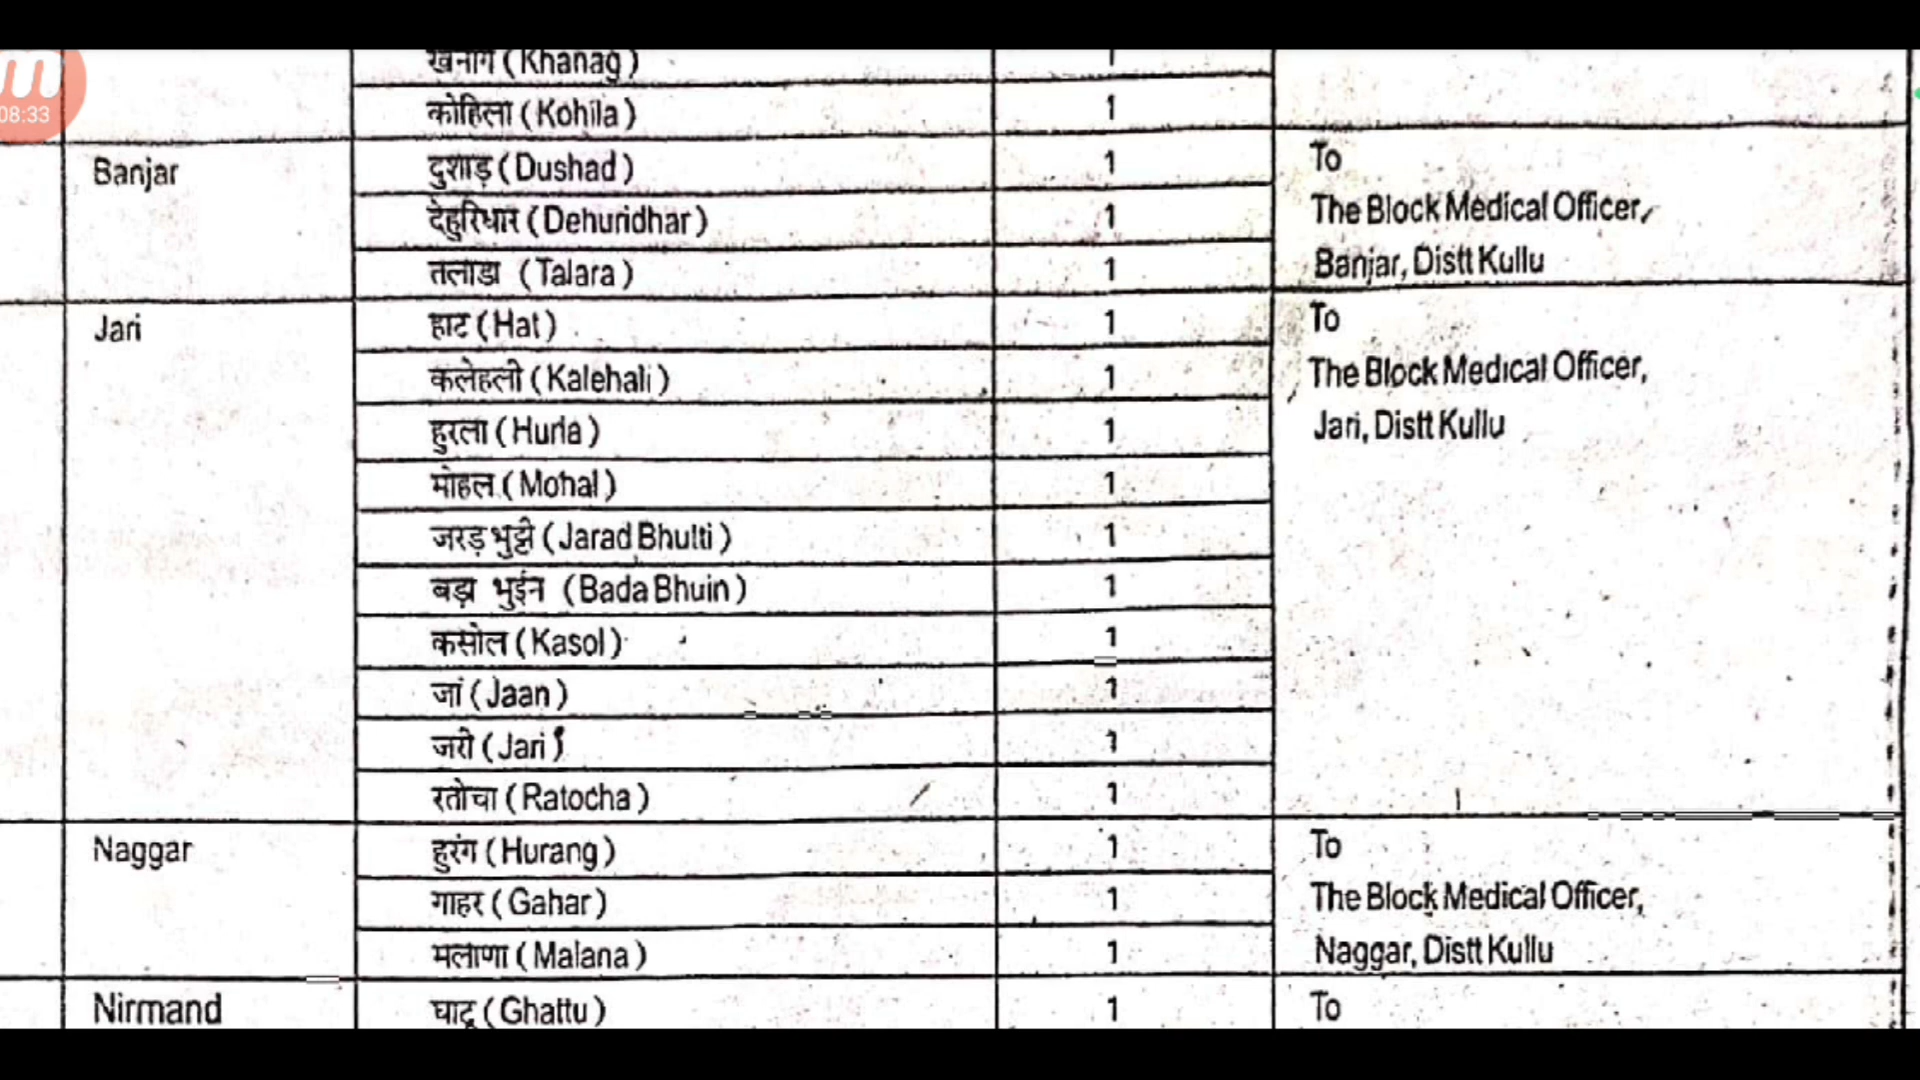 खनाग (Khanag) 1
08:33
कोहिला (Kohila) 1
Banjar दुशाड़ (Dushad) 1 To
देहुरिधार (Dehuridhar) 1 The Block Medical Officer,
तलाडा (Talara) 1 Banjar, Distt Kullu
Jari हाट (Hat) 1 To
कलेहली (Kalehali) 1 The Block Medical Officer,
हुरला (Hurla) 1 Jari, Distt Kullu
मोहल (Mohal) 1
जरड़ भुट्टी (Jarad Bhutti) 1
बड़ा भुईन (Bada Bhuin) 1
कसोल (Kasol) 1
जां (Jaan) 1
जरी (Jari) 1
रतोचा (Ratocha) 1
Naggar हुरंग (Hurang) 1 To
गाहर (Gahar) 1 The Block Medical Officer,
मलाणा (Malana) 1 Naggar, Distt Kullu
Nirmand घाटू (Ghattu) 1 To